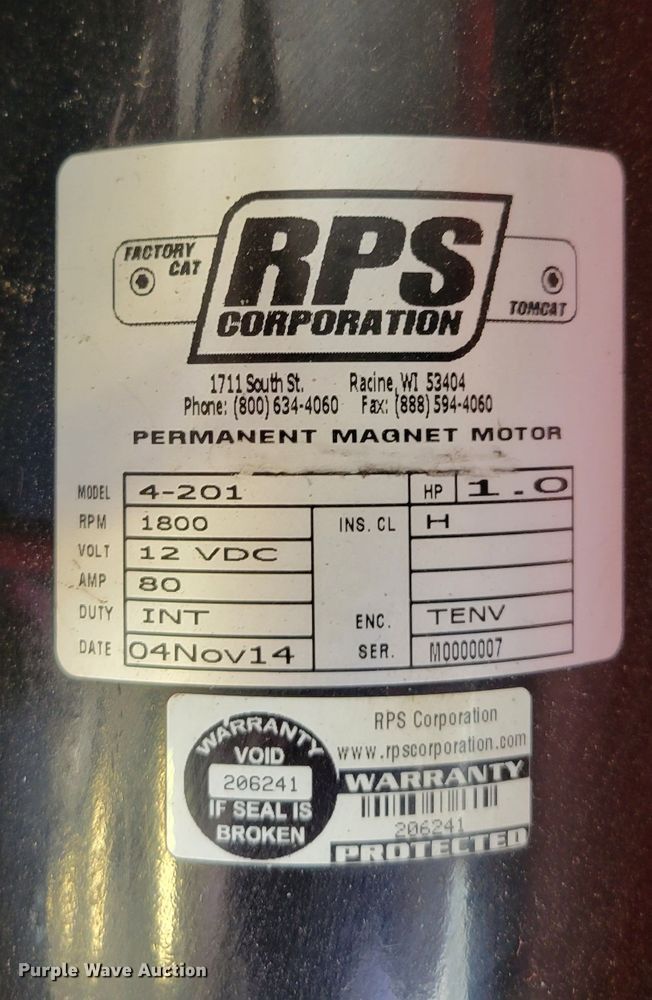 FACTORY CAT
RPS
CORPORATION
TOMCAT
1711 South St. Racine, WI 53404
Phone: (800) 634-4060 Fax: (888) 594-4060
PERMANENT MAGNET MOTOR
MODEL 4-201 HP 1.0
RPM 1800 INS. CL H
VOLT 12 VDC
AMP 80
DUTY INT ENC. TENV
DATE 04Nov14 SER. M0000007
WARRANTY
VOID
206241
IF SEAL IS
BROKEN
RPS Corporation
www.rpscorporation.com
WARRANTY
206241
PROTECTED
Purple Wave Auction